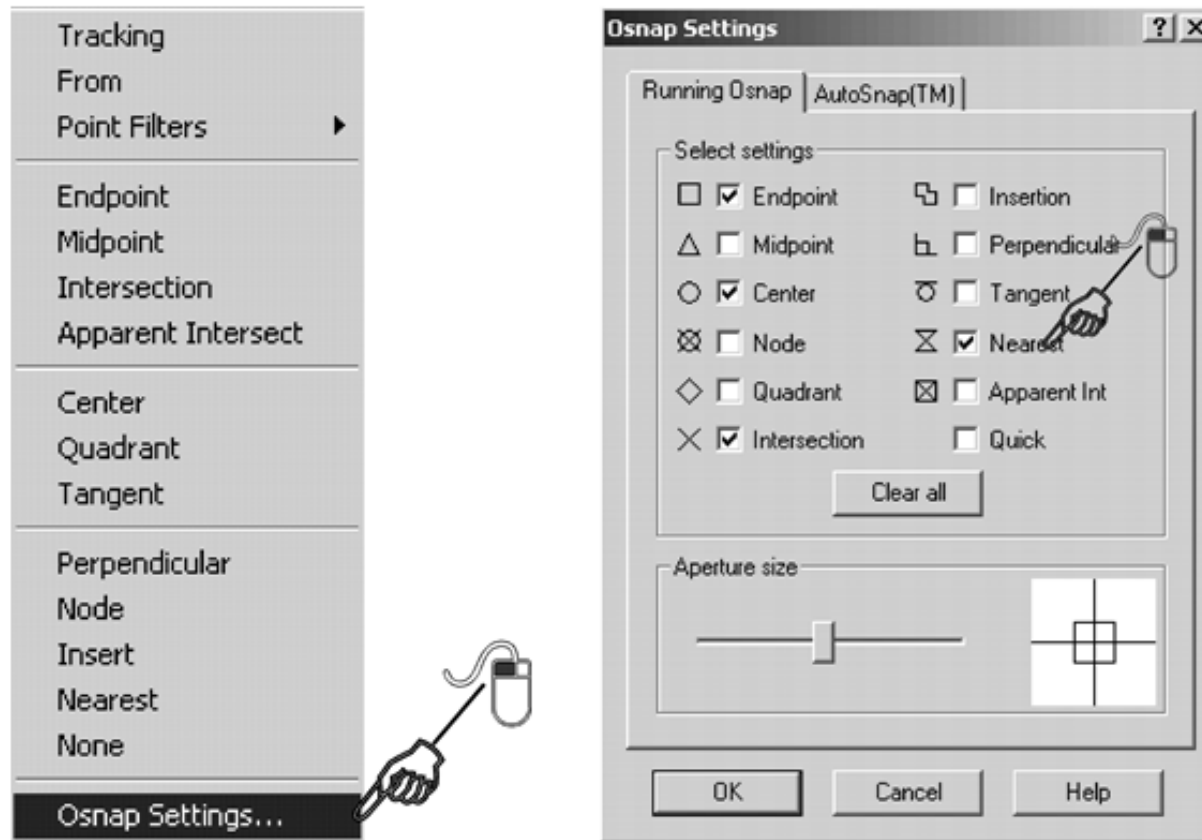 Tracking
From
Point Filters
Endpoint
Midpoint
Intersection
Apparent Intersect
Center
Quadrant
Tangent
Perpendicular
Node
Insert
Nearest
None
Osnap Settings...
Osnap Settings
Running Osnap
AutoSnap(TM)
Select settings
Endpoint
Insertion
Midpoint
Perpendicular
Center
Tangent
Node
Nearest
Quadrant
Apparent Int
Intersection
Quick
Clear all
Aperture size
OK
Cancel
Help